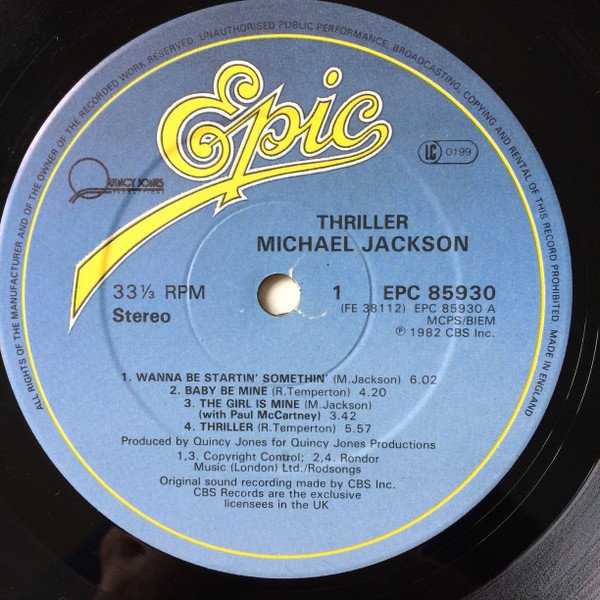 ALL RIGHTS OF THE MANUFACTURER AND OF THE OWNER OF THE RECORDED WORK RESERVED. UNAUTHORISED PUBLIC PERFORMANCE, BROADCASTING, COPYING AND RENTAL OF THIS RECORD PROHIBITED MADE IN ENGLAND
Epic
LC 0199
QUINCY JONES
PRODUCTIONS
THRILLER
MICHAEL JACKSON
33⅓ RPM 1 EPC 85930
Stereo (FE 38112) EPC 85930 A
MCPS/BIEM
℗ 1982 CBS Inc.
1. WANNA BE STARTIN' SOMETHIN' (M.Jackson) 6.02
2. BABY BE MINE (R.Temperton) 4.20
3. THE GIRL IS MINE (M.Jackson)
(with Paul McCartney) 3.42
4. THRILLER (R.Temperton) 5.57
Produced by Quincy Jones for Quincy Jones Productions
1,3. Copyright Control; 2,4. Rondor
Music (London) Ltd./Rodsongs
Original sound recording made by CBS Inc.
CBS Records are the exclusive
licensees in the UK